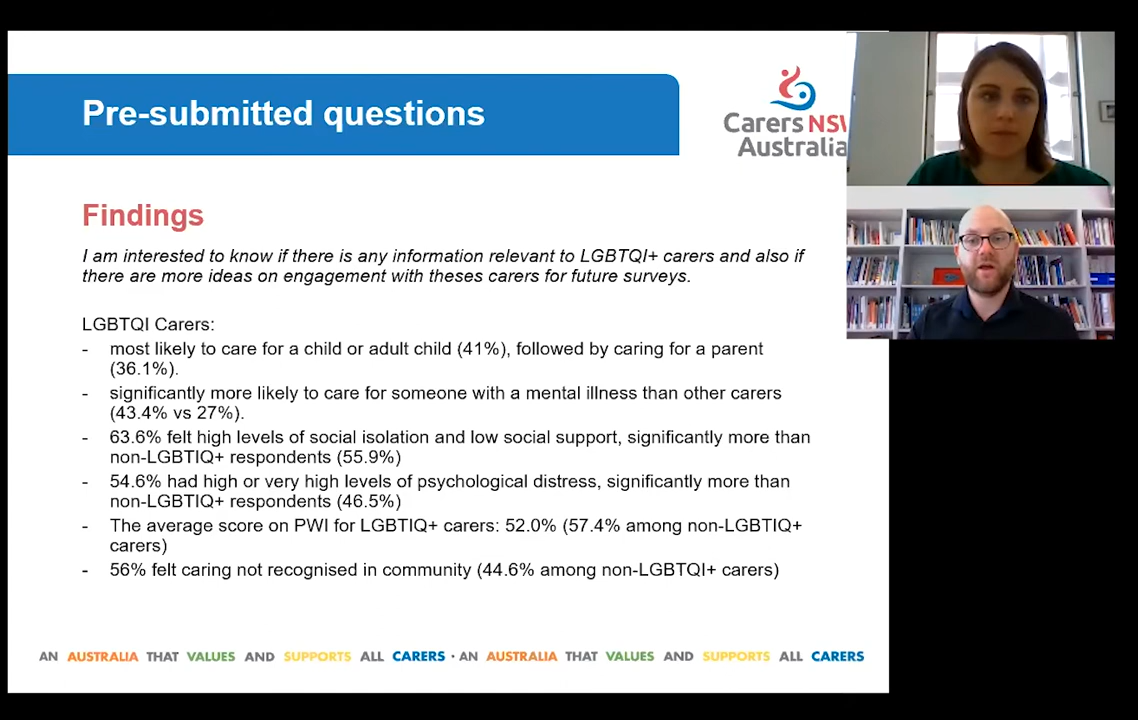 Pre-submitted questions
Carers NSW
Australia
Findings
I am interested to know if there is any information relevant to LGBTQI+ carers and also if
there are more ideas on engagement with theses carers for future surveys.
LGBTQI Carers:
- most likely to care for a child or adult child (41%), followed by caring for a parent
(36.1%).
- significantly more likely to care for someone with a mental illness than other carers
(43.4% vs 27%).
- 63.6% felt high levels of social isolation and low social support, significantly more than
non-LGBTIQ+ respondents (55.9%)
- 54.6% had high or very high levels of psychological distress, significantly more than
non-LGBTIQ+ respondents (46.5%)
- The average score on PWI for LGBTIQ+ carers: 52.0% (57.4% among non-LGBTIQ+
carers)
- 56% felt caring not recognised in community (44.6% among non-LGBTQI+ carers)
AN AUSTRALIA THAT VALUES AND SUPPORTS ALL CARERS · AN AUSTRALIA THAT VALUES AND SUPPORTS ALL CARERS